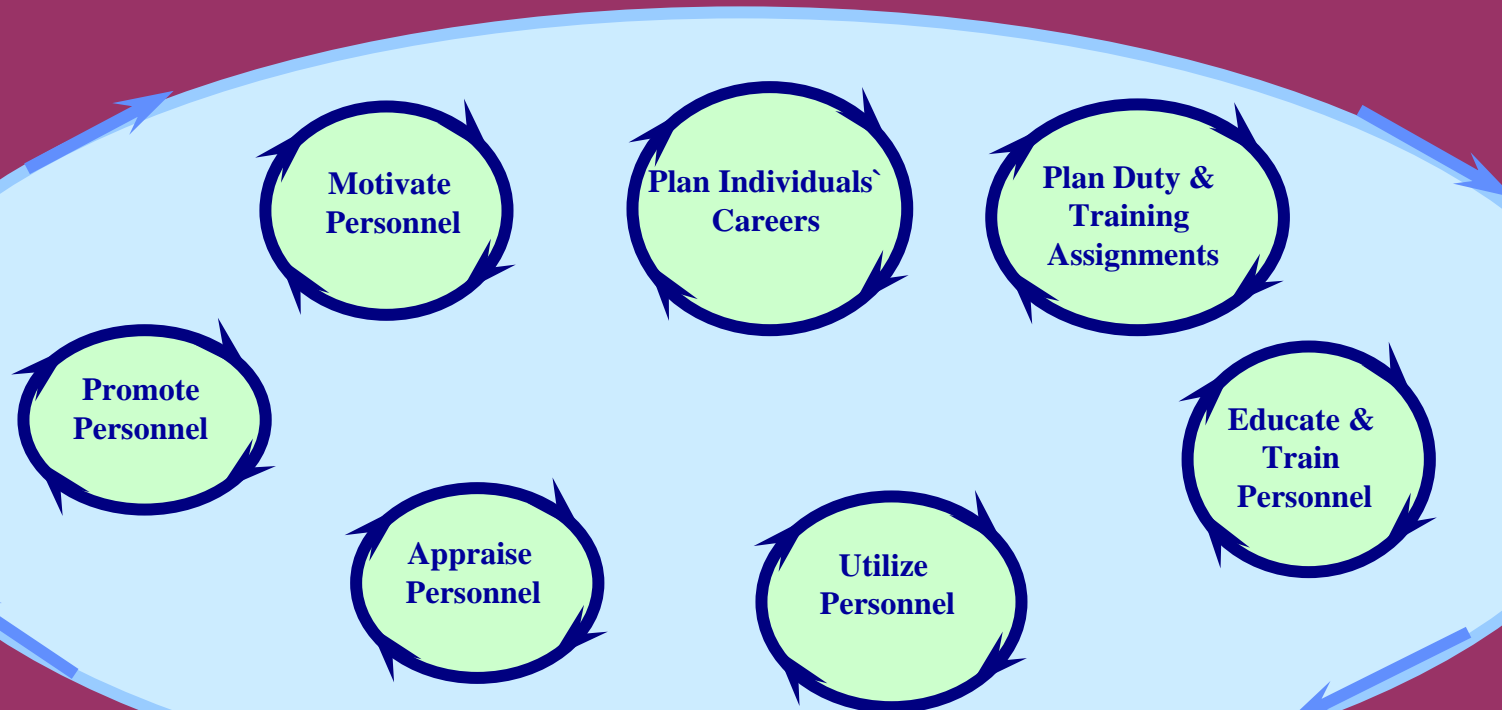 Motivate
Personnel
Plan Individuals`
Careers
Plan Duty &
Training
Assignments
Promote
Personnel
Educate &
Train
Personnel
Appraise
Personnel
Utilize
Personnel